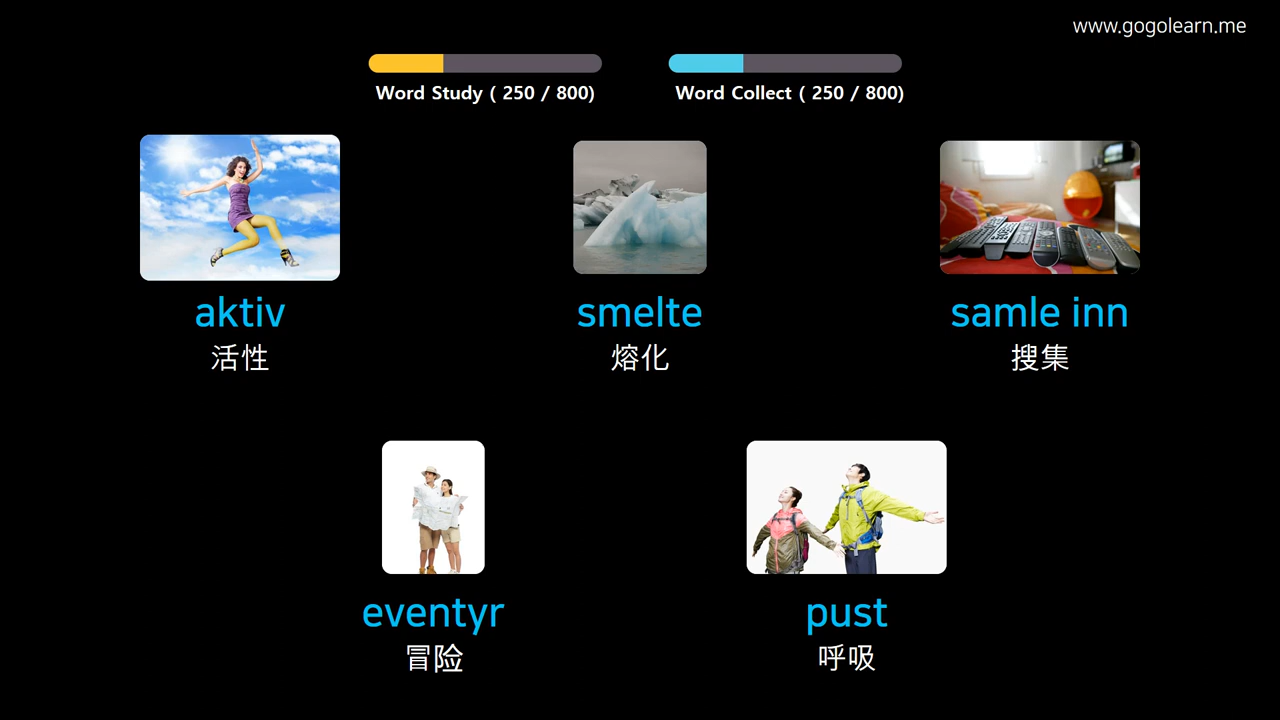 www.gogolearn.me
Word Study ( 250 / 800)
Word Collect ( 250 / 800)
aktiv
活性
smelte
熔化
samle inn
搜集
eventyr
冒险
pust
呼吸